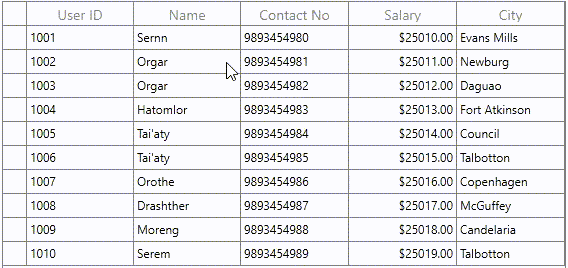 User ID Name Contact No Salary City
1001 Sernn 9893454980 $25010.00 Evans Mills
1002 Orgar 9893454981 $25011.00 Newburg
1003 Orgar 9893454982 $25012.00 Daguao
1004 Hatomlor 9893454983 $25013.00 Fort Atkinson
1005 Tai'aty 9893454984 $25014.00 Council
1006 Tai'aty 9893454985 $25015.00 Talbotton
1007 Orothe 9893454986 $25016.00 Copenhagen
1008 Drashther 9893454987 $25017.00 McGuffey
1009 Moreng 9893454988 $25018.00 Candelaria
1010 Serem 9893454989 $25019.00 Talbotton